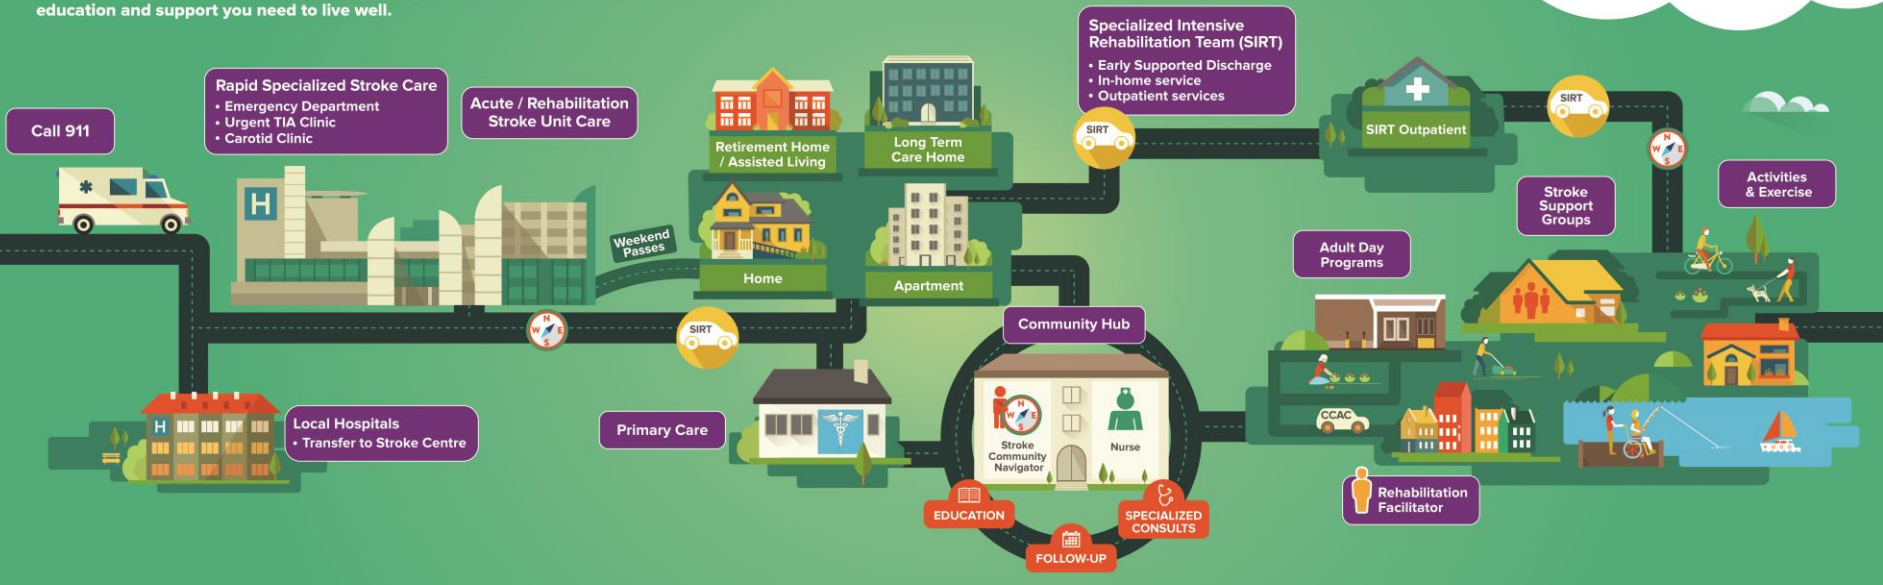 education and support you need to live well.
Call 911
Rapid Specialized Stroke Care
• Emergency Department
• Urgent TIA Clinic
• Carotid Clinic
Acute / Rehabilitation
Stroke Unit Care
H
Weekend
Passes
Retirement Home
/ Assisted Living
Long Term
Care Home
Home
Apartment
Specialized Intensive
Rehabilitation Team (SIRT)
• Early Supported Discharge
• In-home service
• Outpatient services
SIRT
SIRT Outpatient
SIRT
N
W E
S
Activities
& Exercise
Stroke
Support
Groups
Adult Day
Programs
N
W E
S
SIRT
Community Hub
H
Local Hospitals
• Transfer to Stroke Centre
Primary Care
N
W E
S
Stroke
Community
Navigator
Nurse
EDUCATION
FOLLOW-UP
SPECIALIZED
CONSULTS
CCAC
Rehabilitation
Facilitator